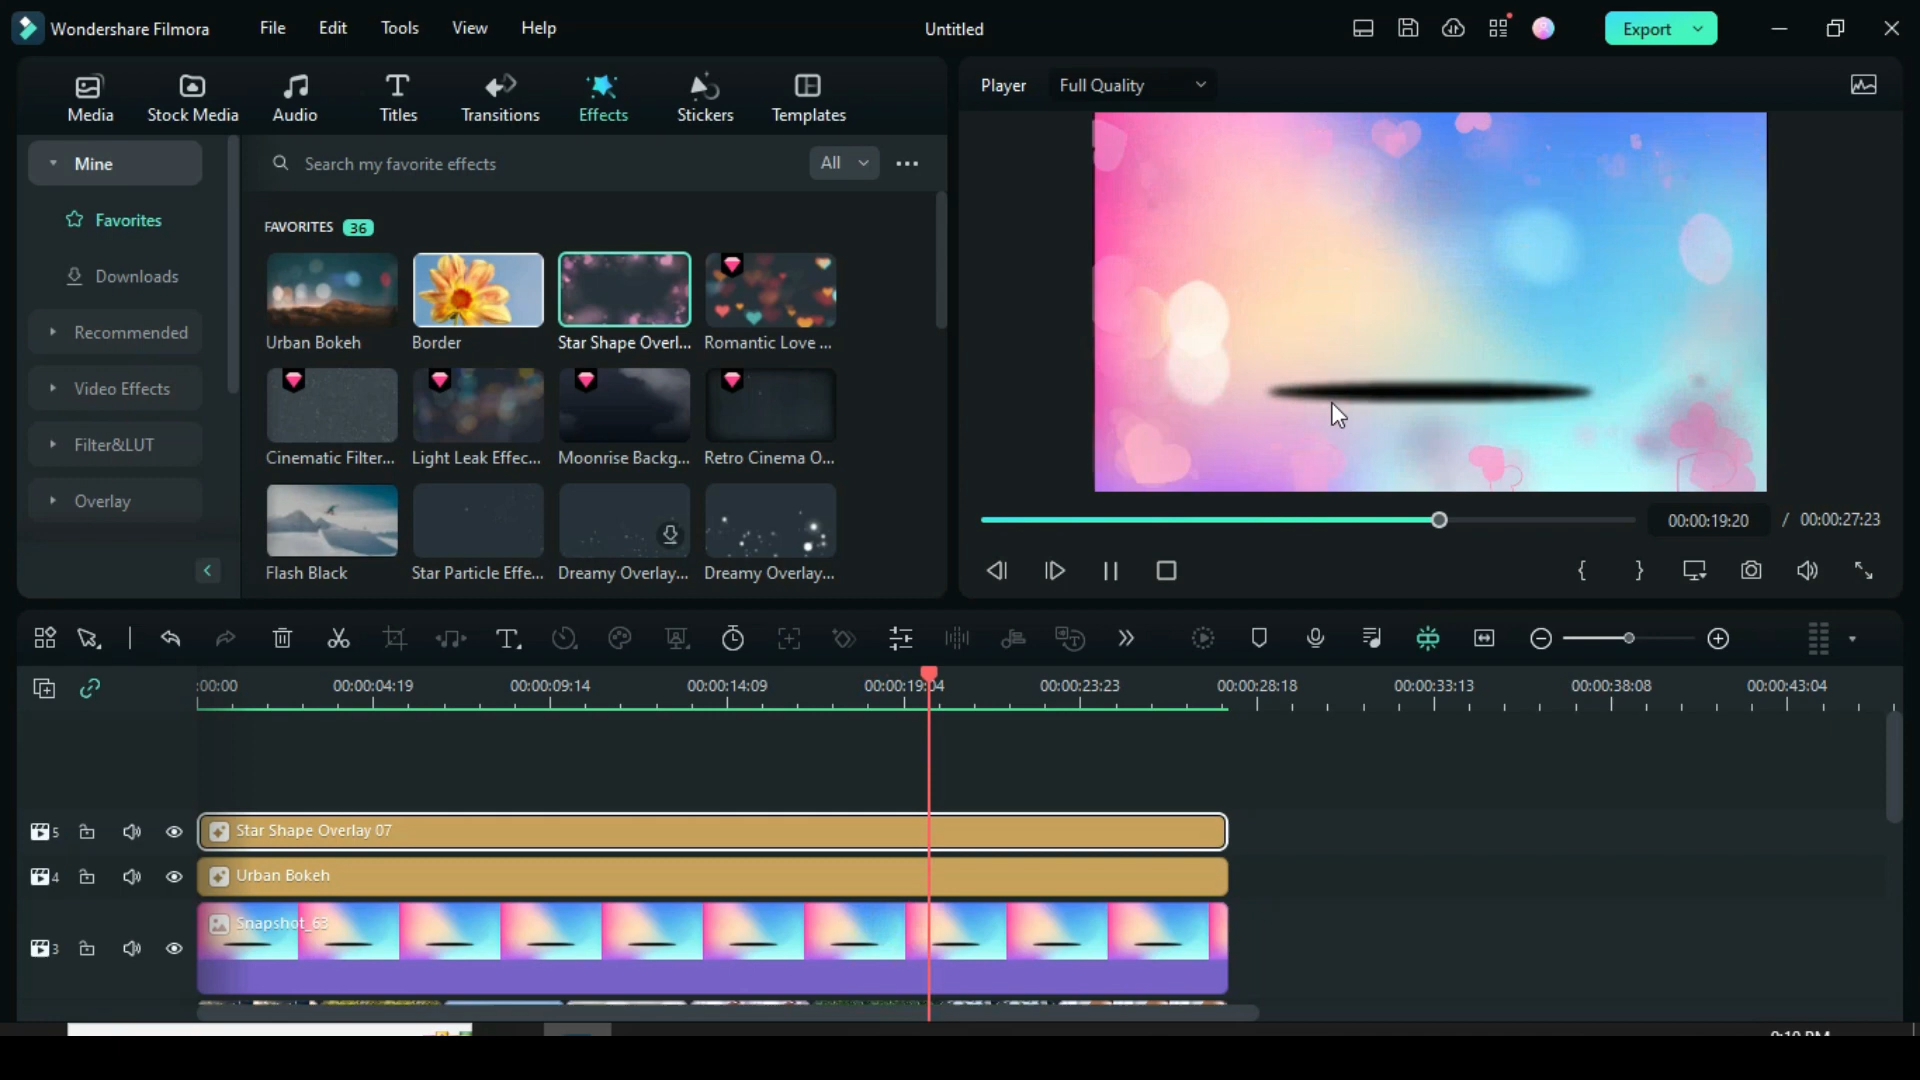 Wondershare Filmora
File
Edit
Tools
View
Help
Untitled
Export
Media
Stock Media
Audio
Titles
Transitions
Effects
Stickers
Templates
Player
Full Quality
Mine
Search my favorite effects
All
Favorites
Downloads
Recommended
Video Effects
Filter&LUT
Overlay
FAVORITES 36
Urban Bokeh
Border
Star Shape Overl...
Romantic Love ...
Cinematic Filter...
Light Leak Effec...
Moonrise Backg...
Retro Cinema O...
Flash Black
Star Particle Effe...
Dreamy Overlay...
Dreamy Overlay...
00:00:19:20 / 00:00:27:23
{ }
:00:00
00:00:04:19
00:00:09:14
00:00:14:09
00:00:19:04
00:00:23:23
00:00:28:18
00:00:33:13
00:00:38:08
00:00:43:04
5
Star Shape Overlay 07
4
Urban Bokeh
3
Snapshot_63